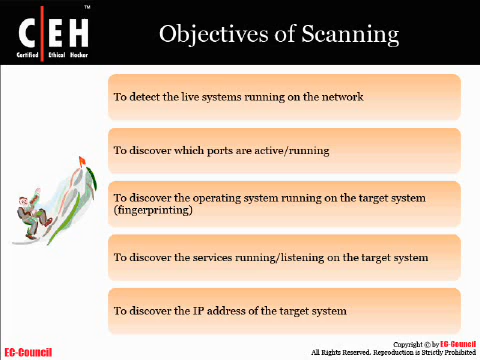 C|EH
TM
Certified Ethical Hacker
Objectives of Scanning
To detect the live systems running on the network
To discover which ports are active/running
To discover the operating system running on the target system
(fingerprinting)
To discover the services running/listening on the target system
To discover the IP address of the target system
EC-Council
Copyright © by EC-Council
All Rights Reserved. Reproduction is Strictly Prohibited